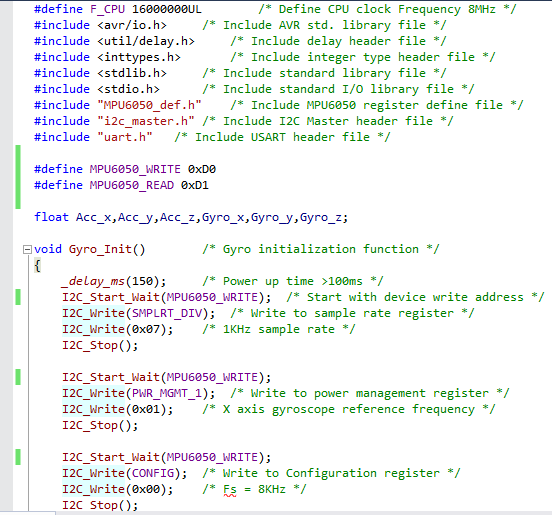 #define F_CPU 16000000UL /* Define CPU clock Frequency 8MHz */
#include <avr/io.h> /* Include AVR std. library file */
#include <util/delay.h> /* Include delay header file */
#include <inttypes.h> /* Include integer type header file */
#include <stdlib.h> /* Include standard library file */
#include <stdio.h> /* Include standard I/O library file */
#include "MPU6050_def.h" /* Include MPU6050 register define file */
#include "i2c_master.h" /* Include I2C Master header file */
#include "uart.h" /* Include USART header file */
#define MPU6050_WRITE 0xD0
#define MPU6050_READ 0xD1
float Acc_x,Acc_y,Acc_z,Gyro_x,Gyro_y,Gyro_z;
void Gyro_Init() /* Gyro initialization function */
{
_delay_ms(150); /* Power up time >100ms */
I2C_Start_Wait(MPU6050_WRITE); /* Start with device write address */
I2C_Write(SMPLRT_DIV); /* Write to sample rate register */
I2C_Write(0x07); /* 1KHz sample rate */
I2C_Stop();
I2C_Start_Wait(MPU6050_WRITE);
I2C_Write(PWR_MGMT_1); /* Write to power management register */
I2C_Write(0x01); /* X axis gyroscope reference frequency */
I2C_Stop();
I2C_Start_Wait(MPU6050_WRITE);
I2C_Write(CONFIG); /* Write to Configuration register */
I2C_Write(0x00); /* Fs = 8KHz */
I2C_Stop();